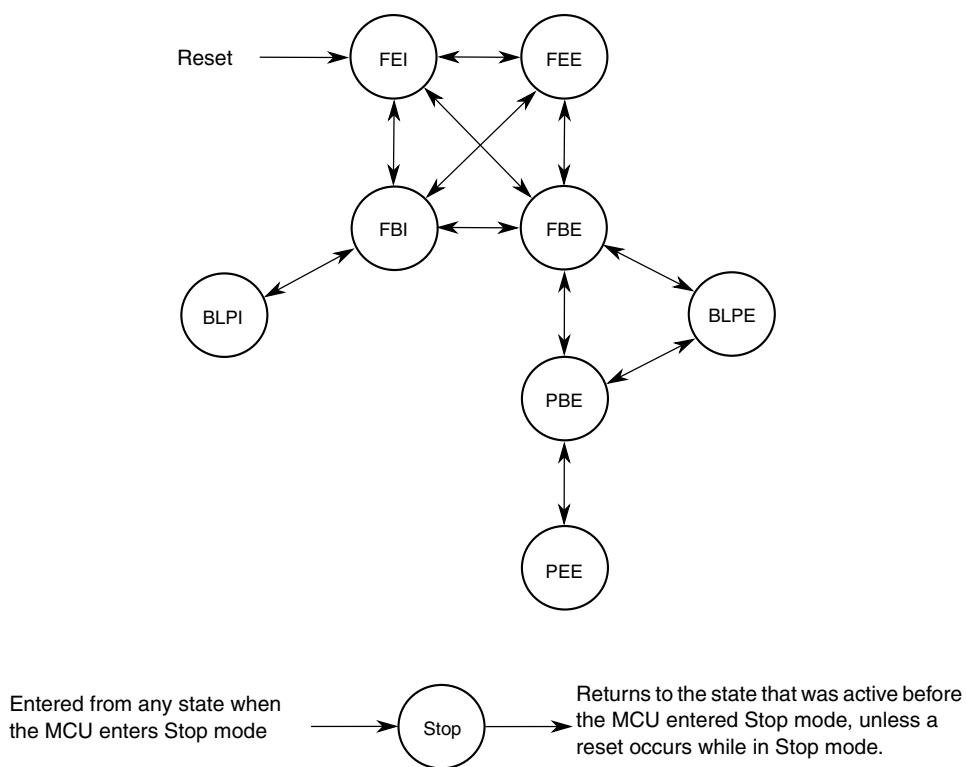 Reset
FEI
FEE
FBI
FBE
BLPI
BLPE
PBE
PEE
Entered from any state when
the MCU enters Stop mode
Stop
Returns to the state that was active before
the MCU entered Stop mode, unless a
reset occurs while in Stop mode.